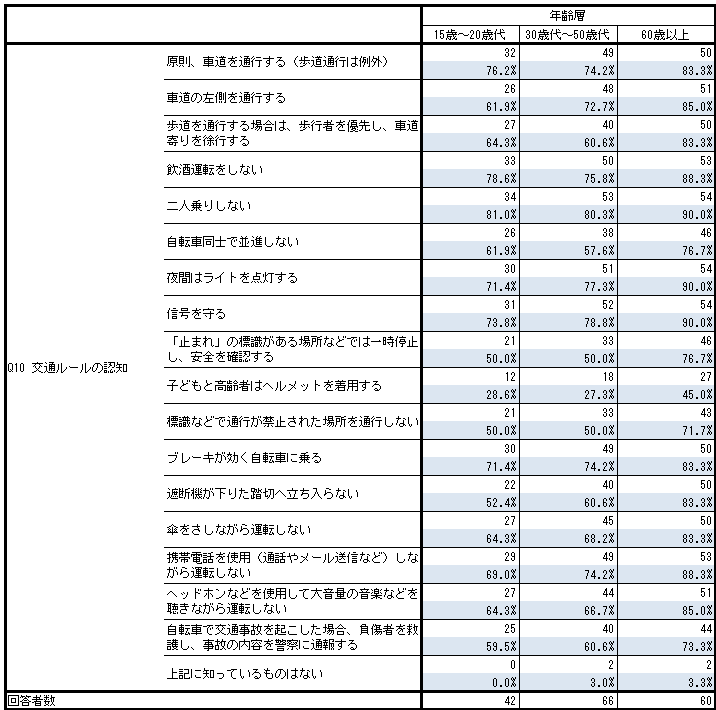 年齢層
15歳～20歳代 30歳代～50歳代 60歳以上
Q10 交通ルールの認知
原則、車道を通行する（歩道通行は例外）
32 49 50
76.2% 74.2% 83.3%
車道の左側を通行する
26 48 51
61.9% 72.7% 85.0%
歩道を通行する場合は、歩行者を優先し、車道
寄りを徐行する
27 40 50
64.3% 60.6% 83.3%
飲酒運転をしない
33 50 53
78.6% 75.8% 88.3%
二人乗りしない
34 53 54
81.0% 80.3% 90.0%
自転車同士で並進しない
26 38 46
61.9% 57.6% 76.7%
夜間はライトを点灯する
30 51 54
71.4% 77.3% 90.0%
信号を守る
31 52 54
73.8% 78.8% 90.0%
「止まれ」の標識がある場所などでは一時停止
し、安全を確認する
21 33 46
50.0% 50.0% 76.7%
子どもと高齢者はヘルメットを着用する
12 18 27
28.6% 27.3% 45.0%
標識などで通行が禁止された場所を通行しない
21 33 43
50.0% 50.0% 71.7%
ブレーキが効く自転車に乗る
30 49 50
71.4% 74.2% 83.3%
遮断機が下りた踏切へ立ち入らない
22 40 50
52.4% 60.6% 83.3%
傘をさしながら運転しない
27 45 50
64.3% 68.2% 83.3%
携帯電話を使用（通話やメール送信など）しな
がら運転しない
29 49 53
69.0% 74.2% 88.3%
ヘッドホンなどを使用して大音量の音楽などを
聴きながら運転しない
27 44 51
64.3% 66.7% 85.0%
自転車で交通事故を起こした場合、負傷者を救
護し、事故の内容を警察に通報する
25 40 44
59.5% 60.6% 73.3%
上記に知っているものはない
0 2 2
0.0% 3.0% 3.3%
回答者数 42 66 60